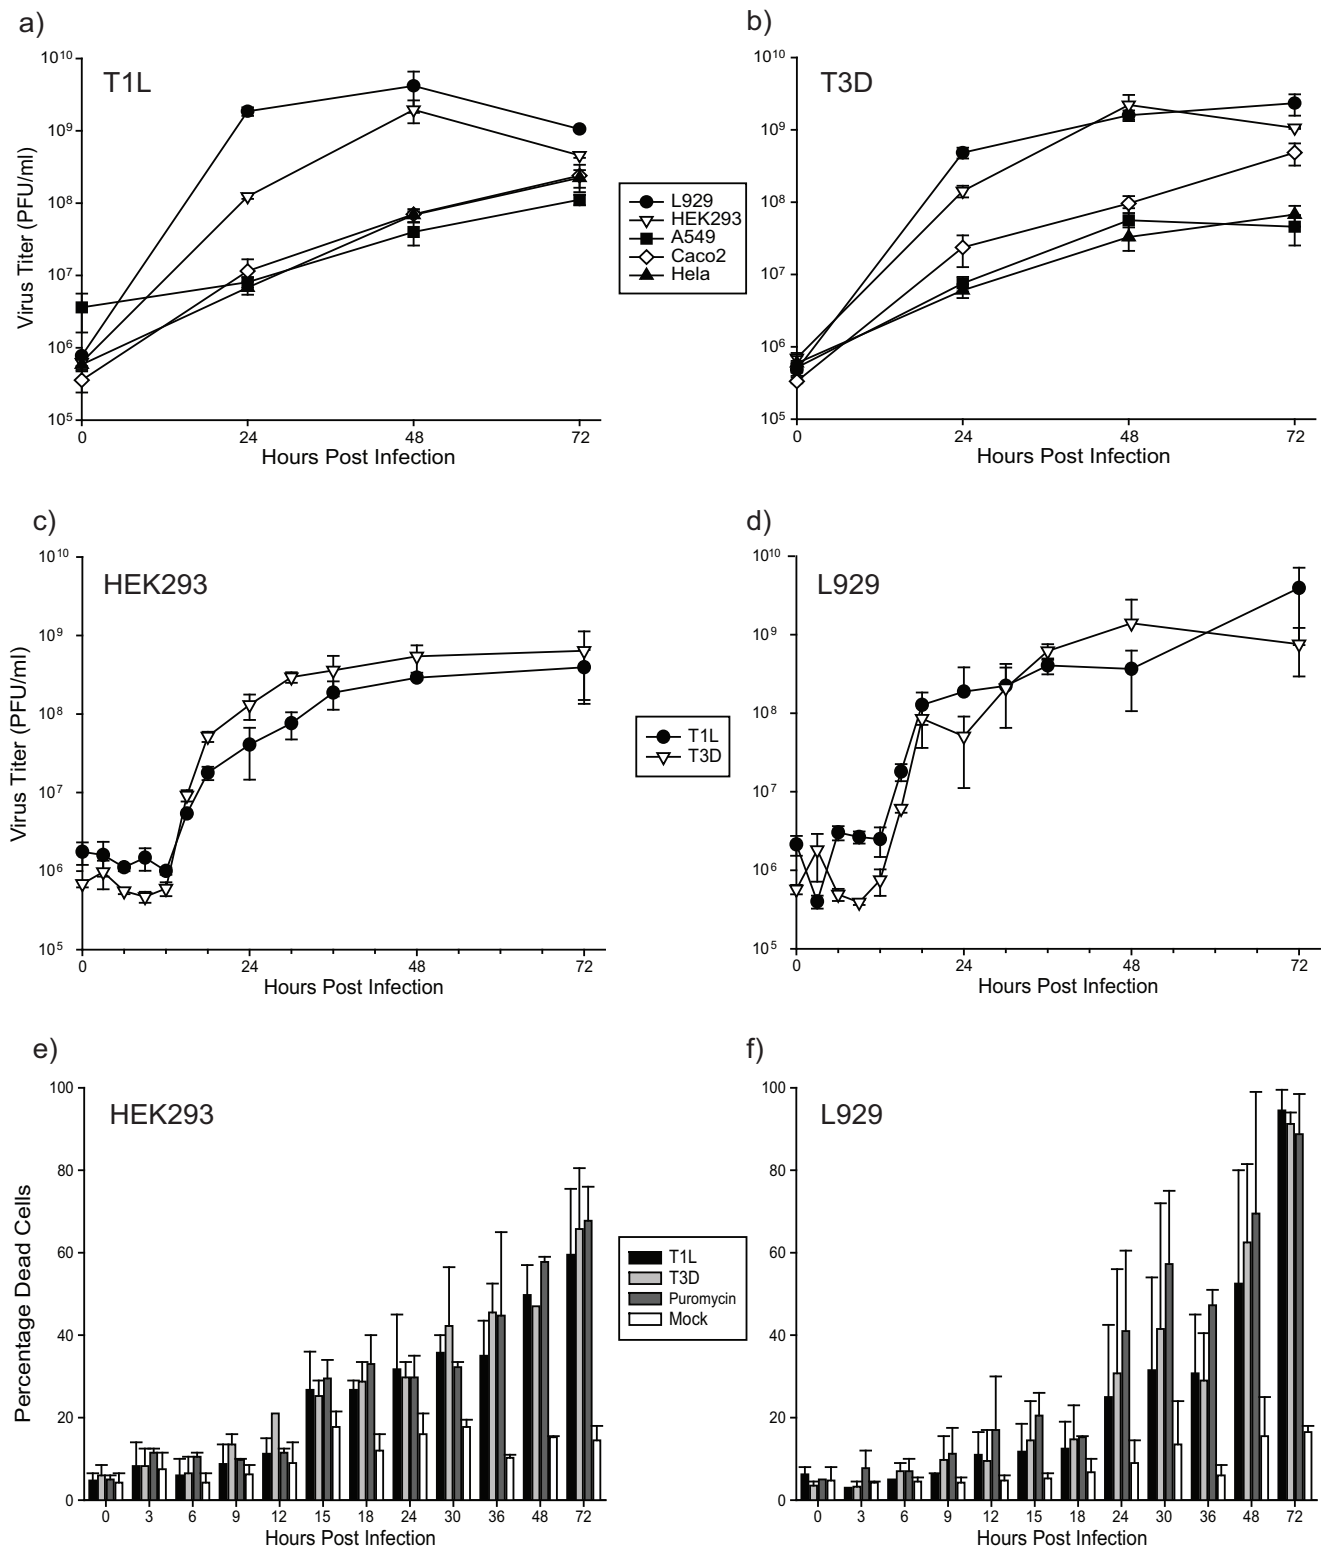 a)
T1L
Virus Titer (PFU/ml)
10¹⁰
10⁹
10⁸
10⁷
10⁶
10⁵
0 24 48 72
Hours Post Infection
L929
HEK293
A549
Caco2
Hela
b)
T3D
10¹⁰
10⁹
10⁸
10⁷
10⁶
10⁵
0 24 48 72
Hours Post Infection
c)
HEK293
Virus Titer (PFU/ml)
10¹⁰
10⁹
10⁸
10⁷
10⁶
10⁵
0 24 48 72
Hours Post Infection
T1L
T3D
d)
L929
10¹⁰
10⁹
10⁸
10⁷
10⁶
10⁵
0 24 48 72
Hours Post Infection
e)
HEK293
Percentage Dead Cells
100
80
60
40
20
0
0 3 6 9 12 15 18 24 30 36 48 72
Hours Post Infection
T1L
T3D
Puromycin
Mock
f)
L929
100
80
60
40
20
0
0 3 6 9 12 15 18 24 30 36 48 72
Hours Post Infection